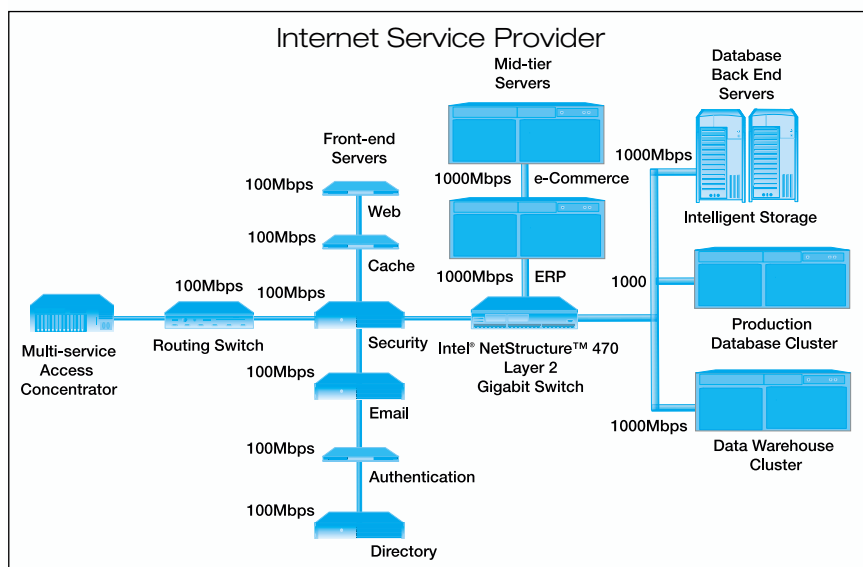 Internet Service Provider
Mid-tier
Servers
Database
Back End
Servers
Front-end
Servers
100Mbps
Web
100Mbps
Cache
100Mbps
100Mbps
Security
Routing Switch
Multi-service
Access
Concentrator
100Mbps
Email
100Mbps
Authentication
100Mbps
Directory
1000Mbps
e-Commerce
1000Mbps
ERP
Intel® NetStructure™ 470
Layer 2
Gigabit Switch
1000Mbps
Intelligent Storage
1000
Production
Database Cluster
1000Mbps
Data Warehouse
Cluster